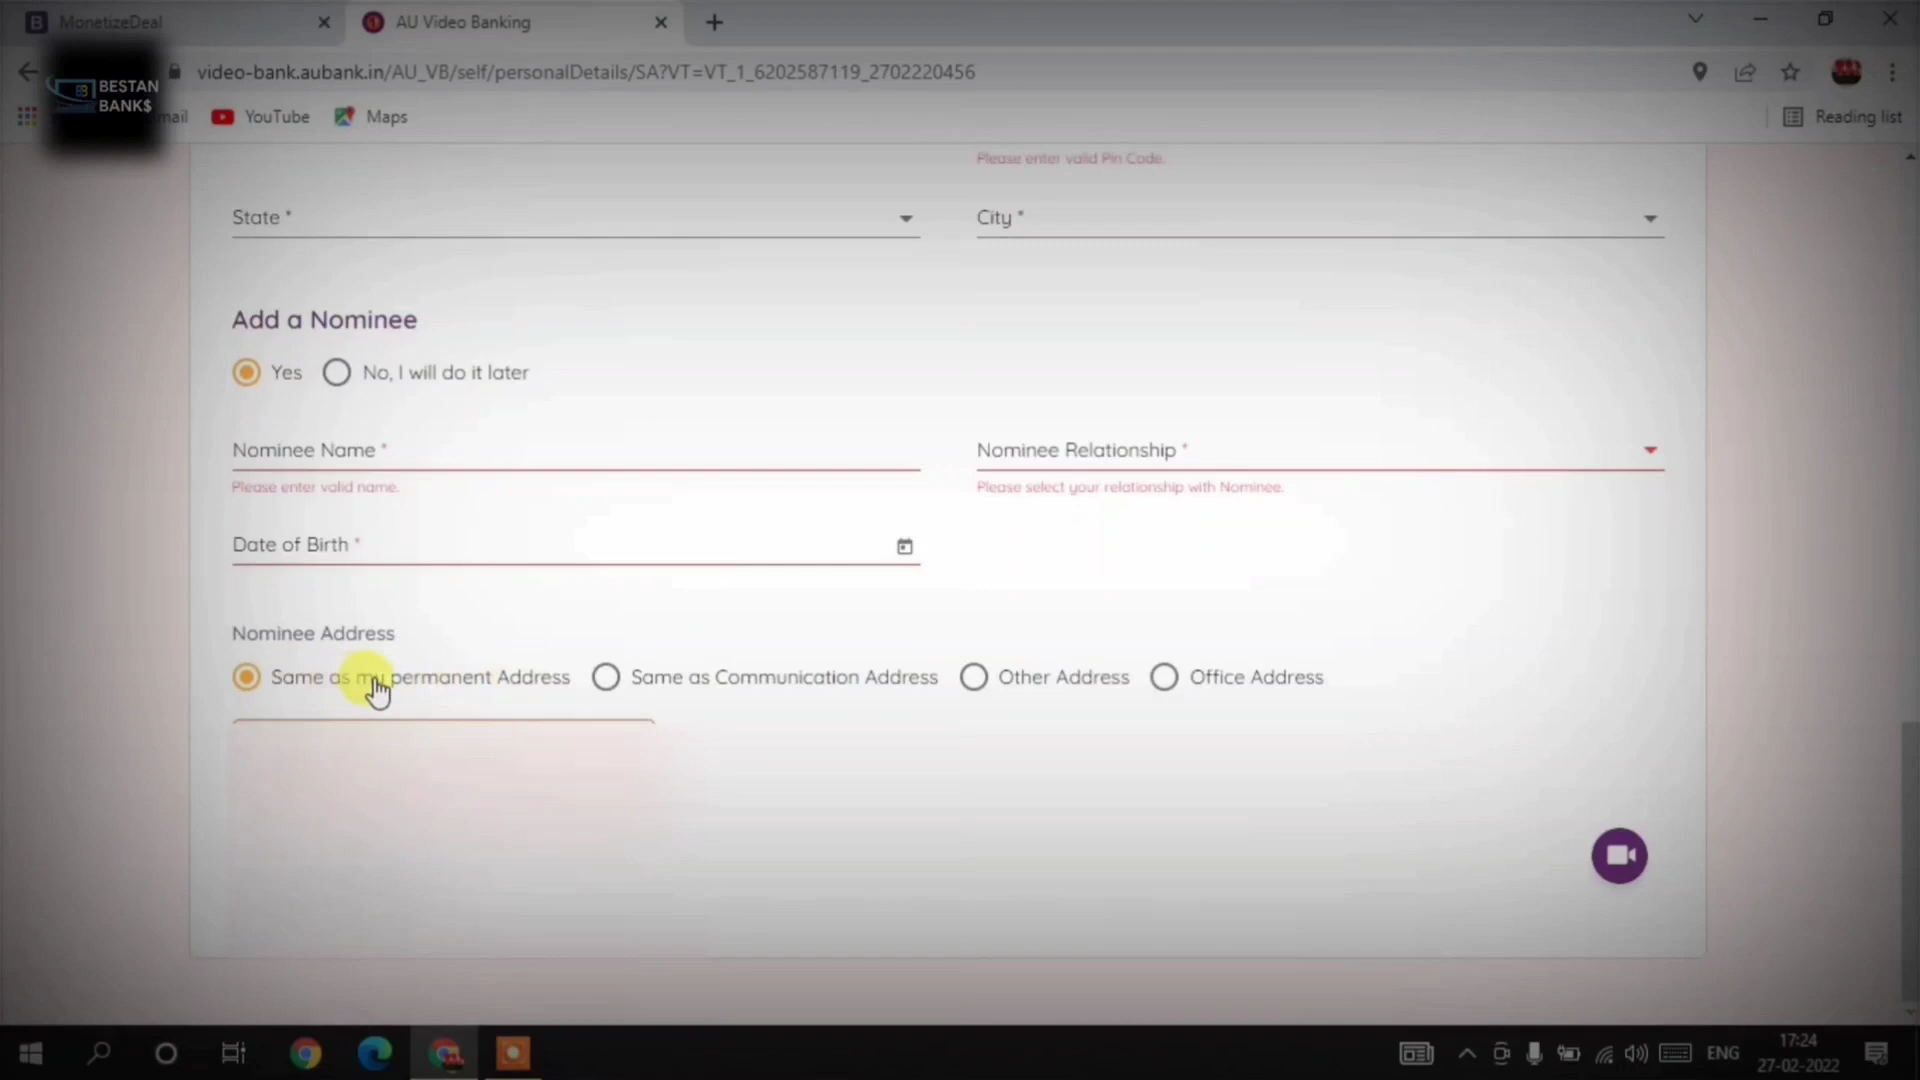 MonetizeDeal
AU Video Banking
video-bank.aubank.in/AU_VB/self/personalDetails/SA?VT=VT_1_6202587119_2702220456
BESTAN
BANK$
mail
YouTube
Maps
Reading list
Please enter valid Pin Code.
State *
City *
Add a Nominee
Yes
No, I will do it later
Nominee Name *
Nominee Relationship *
Please enter valid name.
Please select your relationship with Nominee.
Date of Birth *
Nominee Address
Same as my permanent Address
Same as Communication Address
Other Address
Office Address
ENG
17:24
27-02-2022